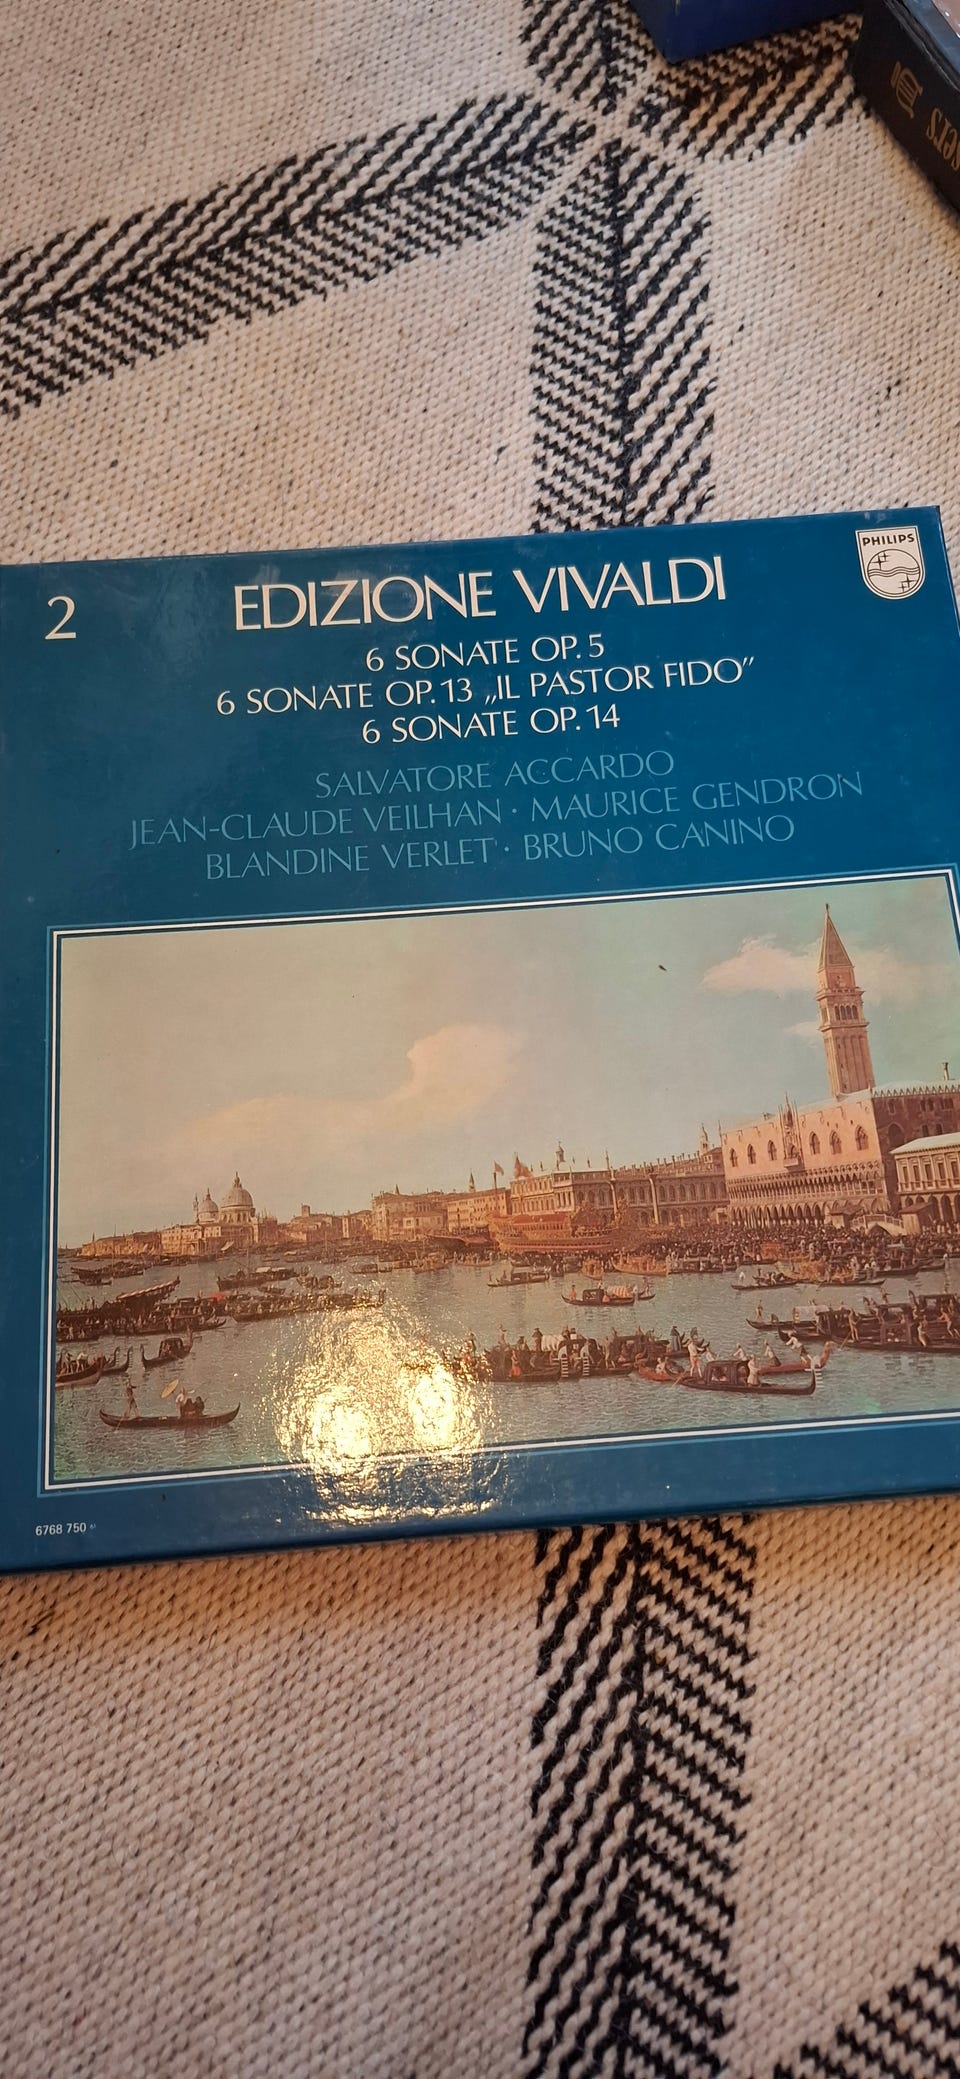 sers
PHILIPS
2
EDIZIONE VIVALDI
6 SONATE OP. 5
6 SONATE OP. 13 „IL PASTOR FIDO”
6 SONATE OP. 14
SALVATORE ACCARDO
JEAN-CLAUDE VEILHAN · MAURICE GENDRON
BLANDINE VERLET · BRUNO CANINO
6768 750